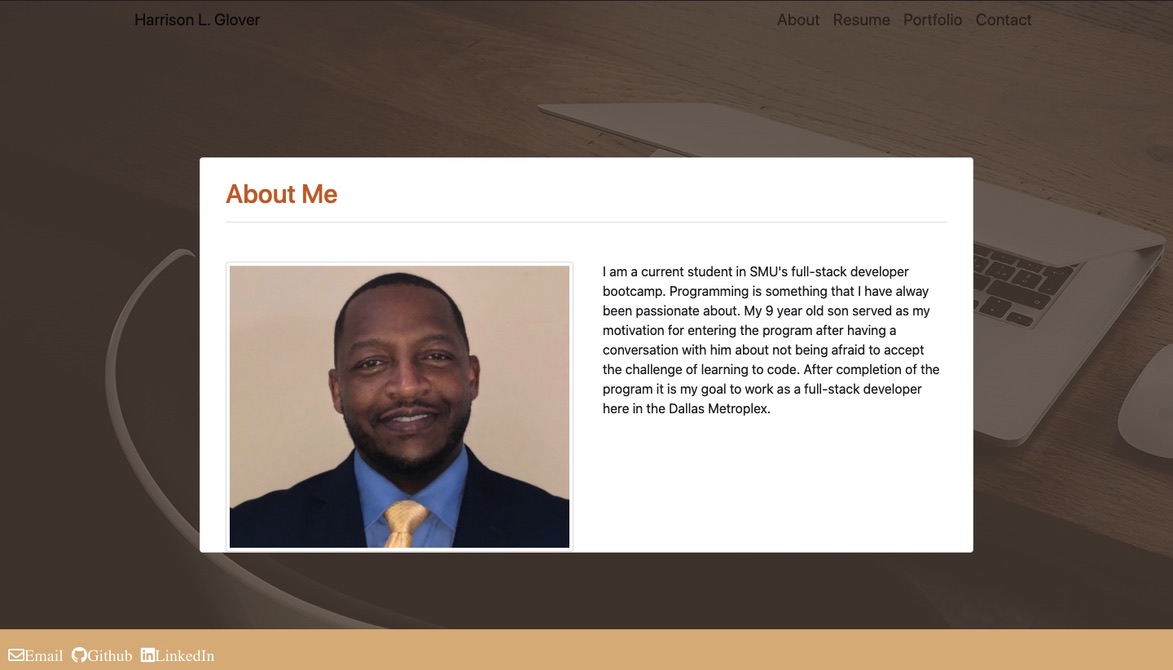 Harrison L. Glover
About Resume Portfolio Contact
About Me
I am a current student in SMU's full-stack developer
bootcamp. Programming is something that I have alway
been passionate about. My 9 year old son served as my
motivation for entering the program after having a
conversation with him about not being afraid to accept
the challenge of learning to code. After completion of the
program it is my goal to work as a full-stack developer
here in the Dallas Metroplex.
Email Github LinkedIn